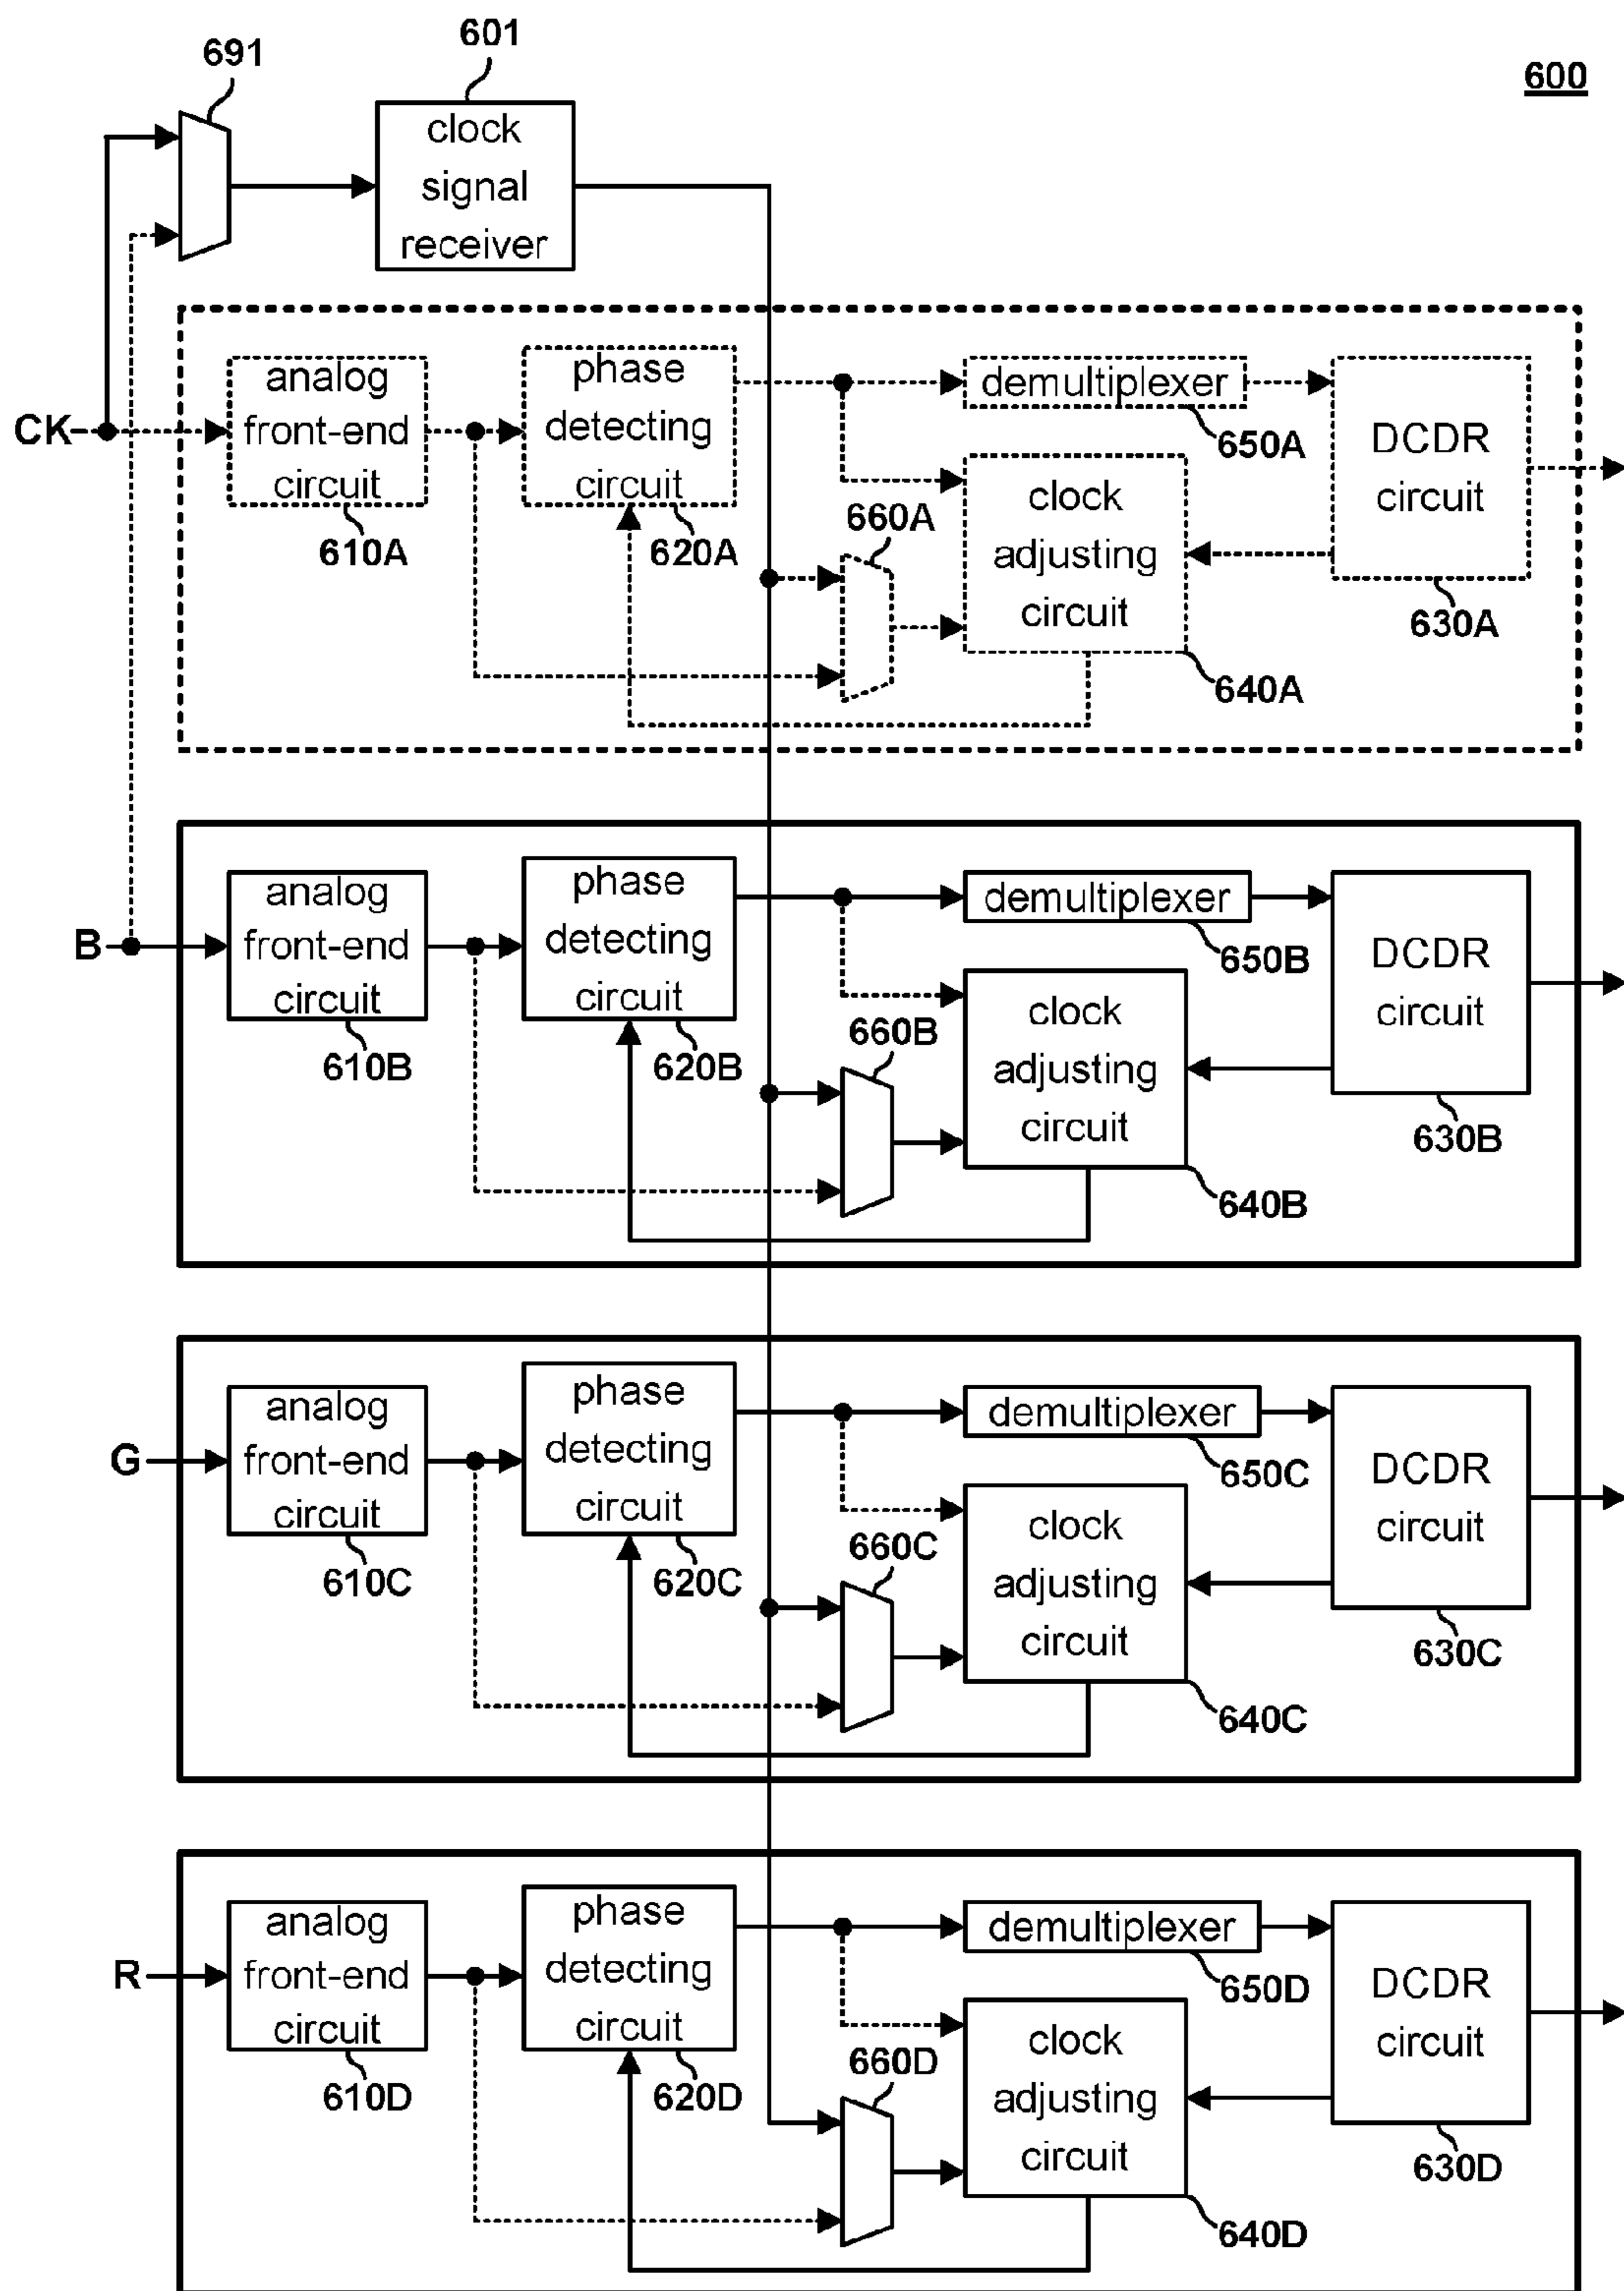 691
601
600
clock
signal
receiver
CK
analog
front-end
circuit
610A
phase
detecting
circuit
620A
demultiplexer
650A
660A
clock
adjusting
circuit
640A
DCDR
circuit
630A
B
analog
front-end
circuit
610B
phase
detecting
circuit
620B
demultiplexer
650B
660B
clock
adjusting
circuit
640B
DCDR
circuit
630B
G
analog
front-end
circuit
610C
phase
detecting
circuit
620C
demultiplexer
650C
660C
clock
adjusting
circuit
640C
DCDR
circuit
630C
R
analog
front-end
circuit
610D
phase
detecting
circuit
620D
demultiplexer
650D
660D
clock
adjusting
circuit
640D
DCDR
circuit
630D